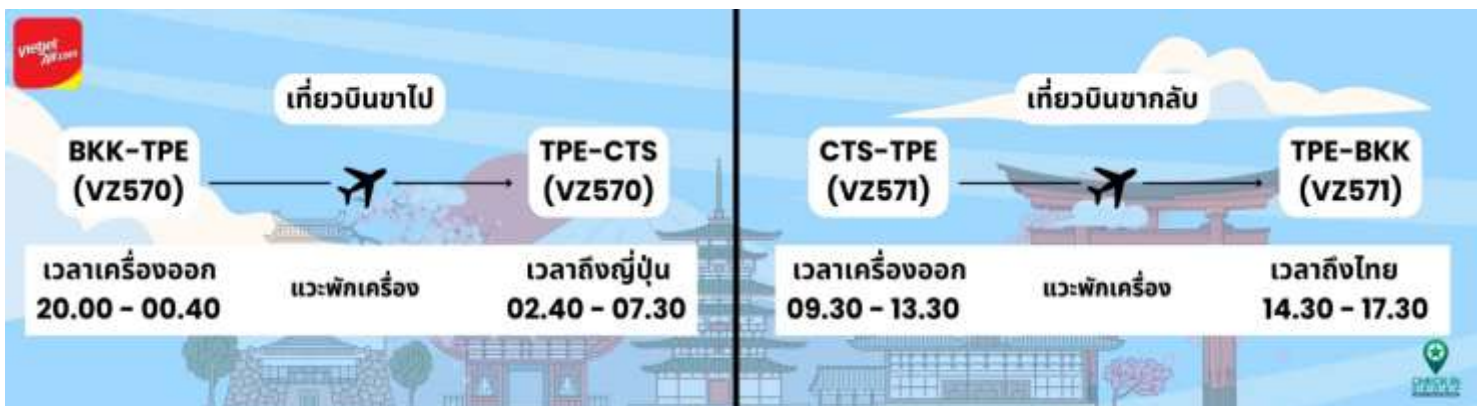 vietjet
Air.com
เที่ยวบินขาไป
BKK-TPE
(VZ570)
TPE-CTS
(VZ570)
เวลาเครื่องออก
20.00 - 00.40
แวะพักเครื่อง
เวลาถึงญี่ปุ่น
02.40 - 07.30
เที่ยวบินขากลับ
CTS-TPE
(VZ571)
TPE-BKK
(VZ571)
เวลาเครื่องออก
09.30 - 13.30
แวะพักเครื่อง
เวลาถึงไทย
14.30 - 17.30
CHECK IN